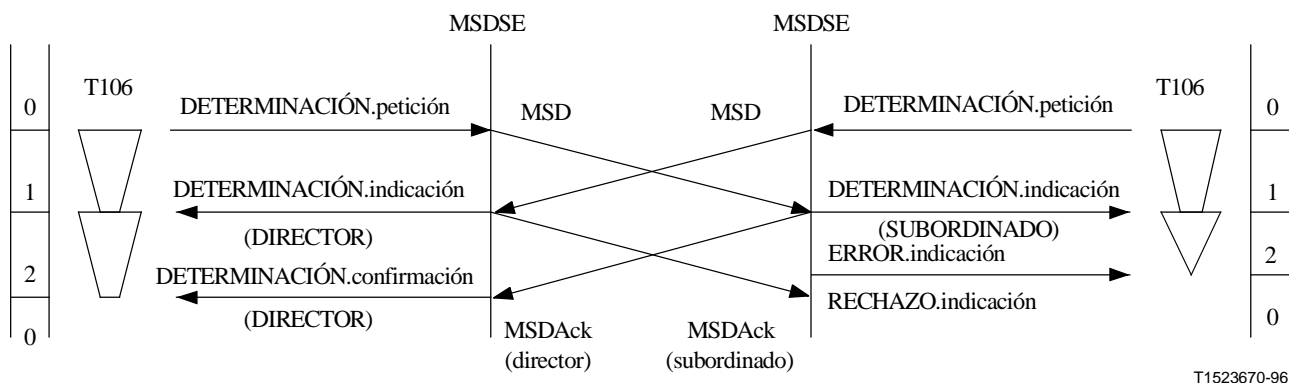 MSDSE MSDSE
T106 T106
0 DETERMINACIÓN.petición MSD MSD DETERMINACIÓN.petición 0
1 DETERMINACIÓN.indicación DETERMINACIÓN.indicación 1
(DIRECTOR) (SUBORDINADO)
2 DETERMINACIÓN.confirmación ERROR.indicación 2
0 (DIRECTOR) RECHAZO.indicación 0
MSDAck MSDAck
(director) (subordinado)
T1523670-96